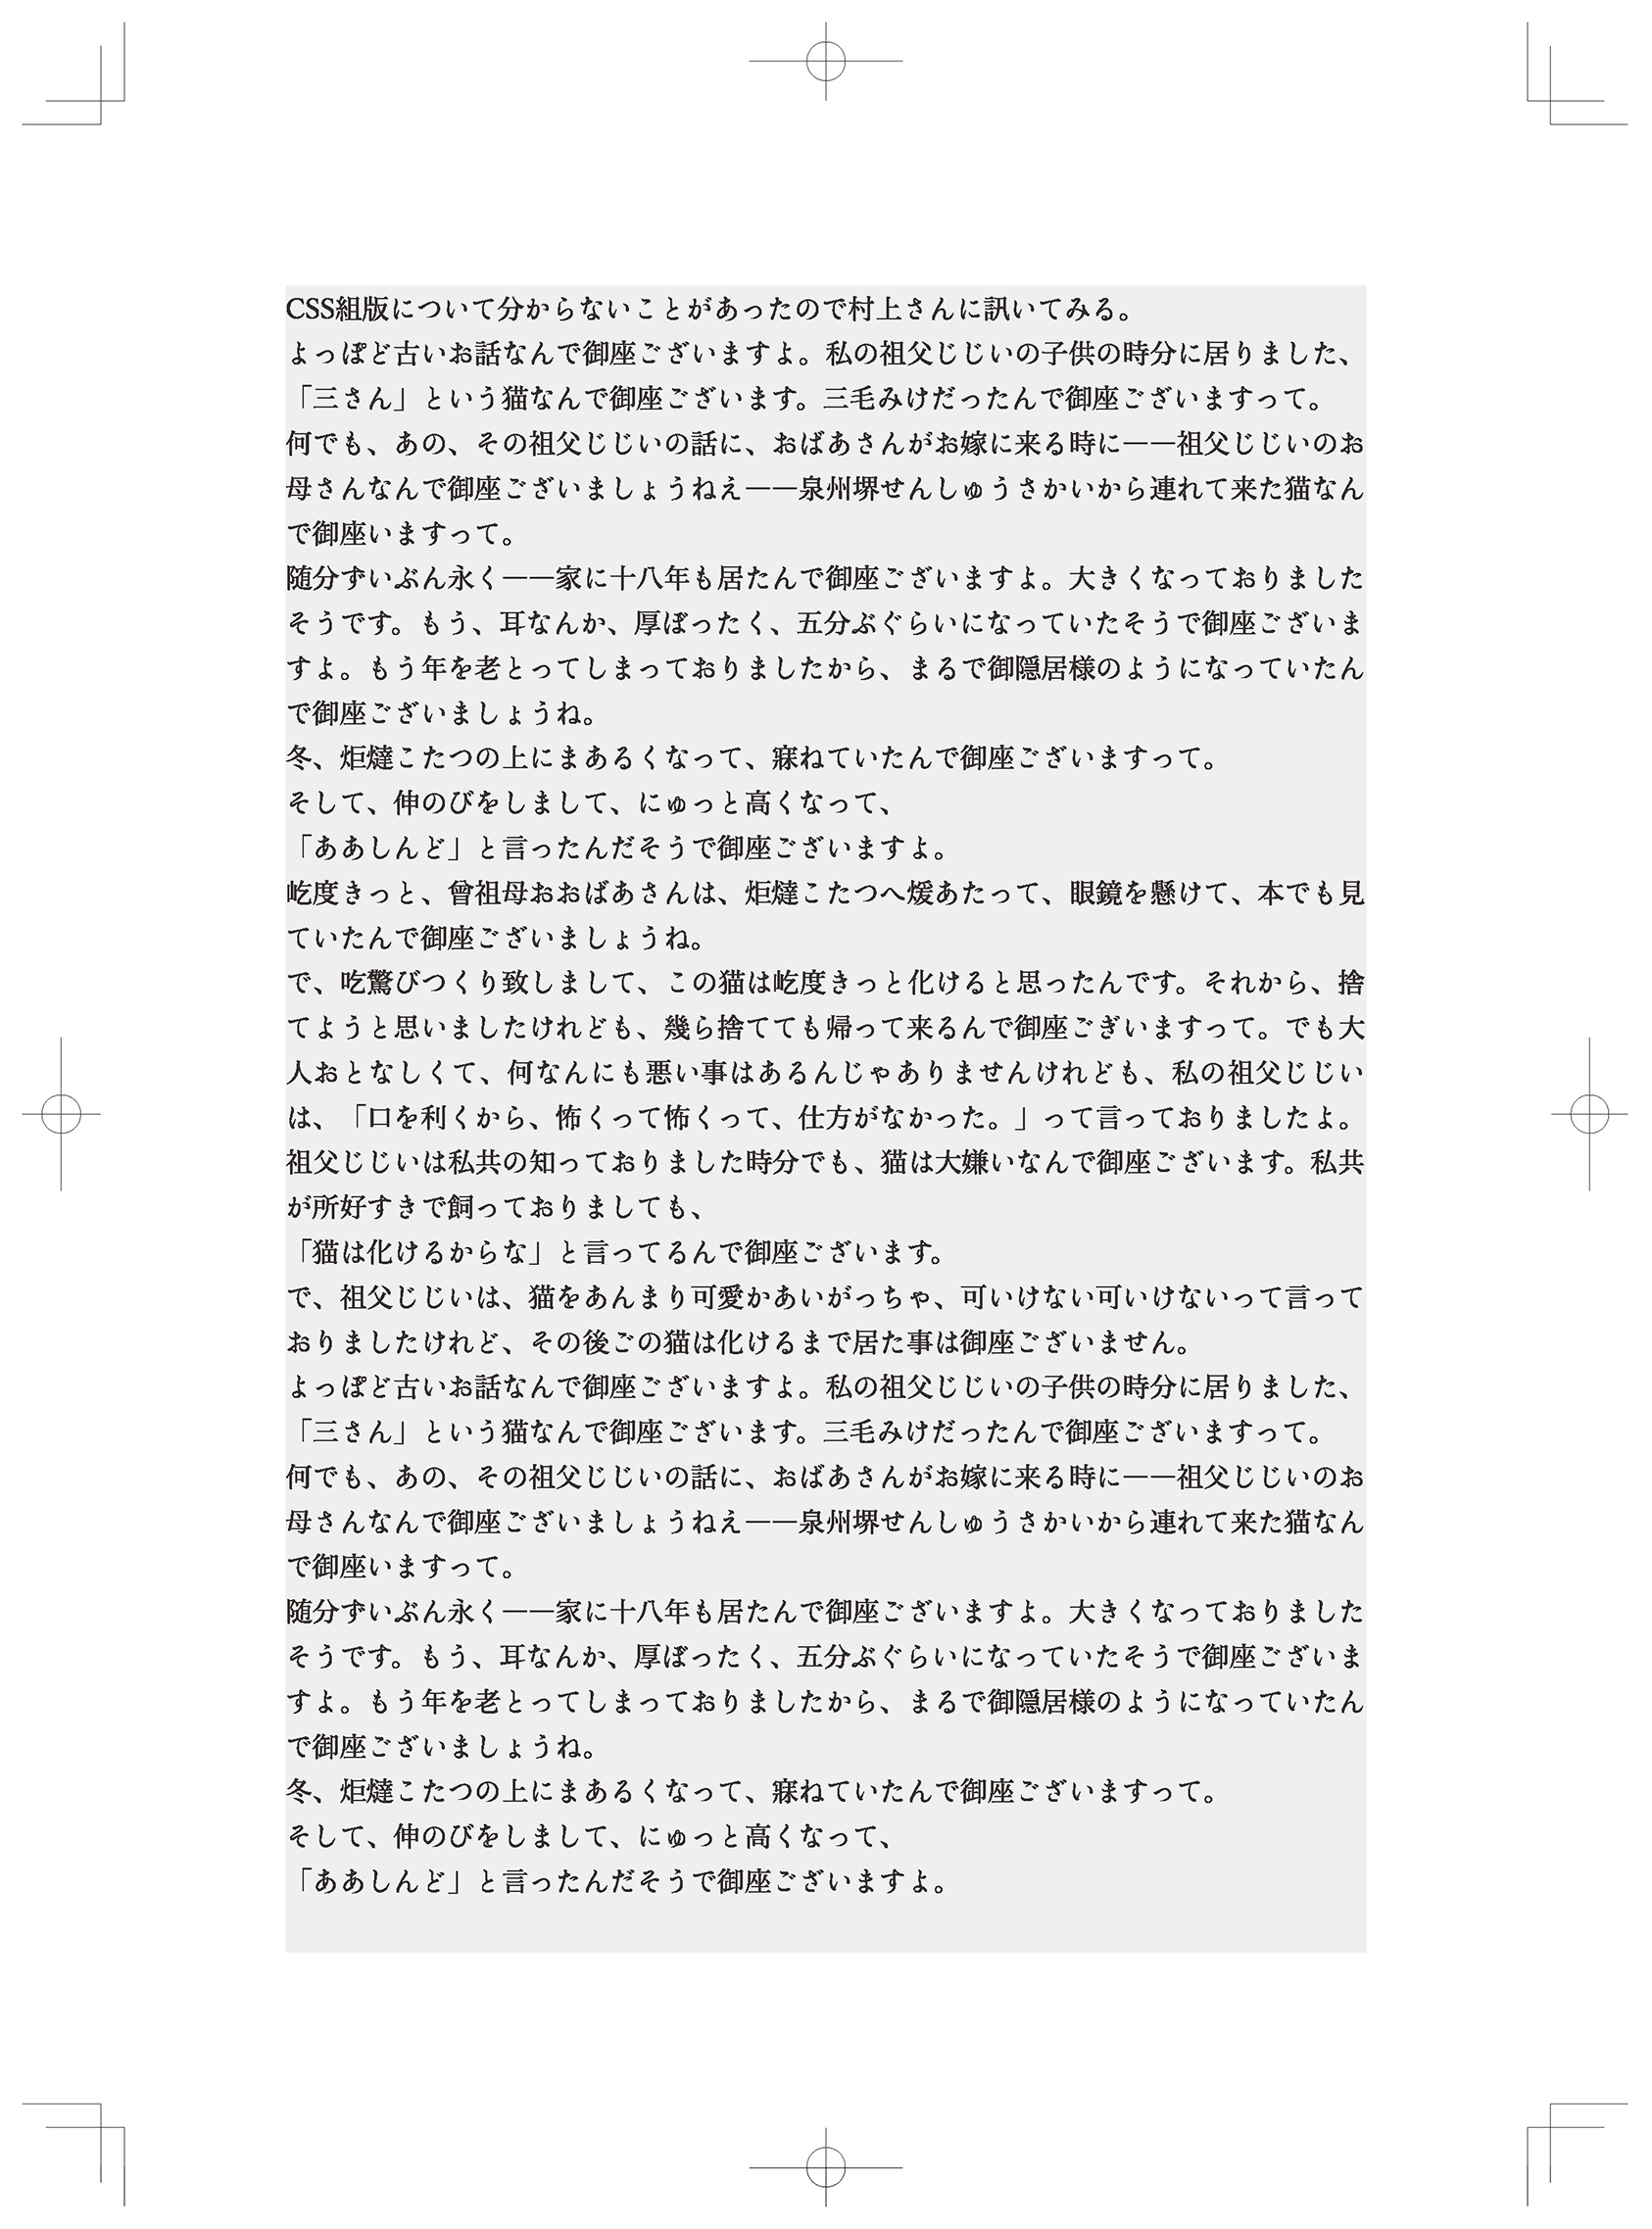 CSS組版について分からないことがあったので村上さんに訊いてみる。
よっぽど古いお話なんで御座ございますよ。私の祖父じじいの子供の時分に居りました、
「三さん」という猫なんで御座ございます。三毛みけだったんで御座ございますって。
何でも、あの、その祖父じじいの話に、おばあさんがお嫁に来る時に――祖父じじいのお
母さんなんで御座ございましょうねえ――泉州堺せんしゅうさかいから連れて来た猫なん
で御座いますって。
随分ずいぶん永く――家に十八年も居たんで御座ございますよ。大きくなっておりました
そうです。もう、耳なんか、厚ぼったく、五分ぶぐらいになっていたそうで御座ございま
すよ。もう年を老とってしまっておりましたから、まるで御隠居様のようになっていたん
で御座ございましょうね。
冬、炬燵こたつの上にまあるくなって、寐ねていたんで御座ございますって。
そして、伸のびをしまして、にゅっと高くなって、
「ああしんど」と言ったんだそうで御座ございますよ。
屹度きっと、曾祖母おおばあさんは、炬燵こたつへ煖あたって、眼鏡を懸けて、本でも見
ていたんで御座ございましょうね。
で、吃驚びつくり致しまして、この猫は屹度きっと化けると思ったんです。それから、捨
てようと思いましたけれども、幾ら捨てても帰って来るんで御座ごぎいますって。でも大
人おとなしくて、何なんにも悪い事はあるんじゃありませんけれども、私の祖父じじい
は、「口を利くから、怖くって怖くって、仕方がなかった。」って言っておりましたよ。
祖父じじいは私共の知っておりました時分でも、猫は大嫌いなんで御座ございます。私共
が所好すきで飼っておりましても、
「猫は化けるからな」と言ってるんで御座ございます。
で、祖父じじいは、猫をあんまり可愛かあいがっちゃ、可いけない可いけないって言って
おりましたけれど、その後ごの猫は化けるまで居た事は御座ございません。
よっぽど古いお話なんで御座ございますよ。私の祖父じじいの子供の時分に居りました、
「三さん」という猫なんで御座ございます。三毛みけだったんで御座ございますって。
何でも、あの、その祖父じじいの話に、おばあさんがお嫁に来る時に――祖父じじいのお
母さんなんで御座ございましょうねえ――泉州堺せんしゅうさかいから連れて来た猫なん
で御座いますって。
随分ずいぶん永く――家に十八年も居たんで御座ございますよ。大きくなっておりました
そうです。もう、耳なんか、厚ぼったく、五分ぶぐらいになっていたそうで御座ございま
すよ。もう年を老とってしまっておりましたから、まるで御隠居様のようになっていたん
で御座ございましょうね。
冬、炬燵こたつの上にまあるくなって、寐ねていたんで御座ございますって。
そして、伸のびをしまして、にゅっと高くなって、
「ああしんど」と言ったんだそうで御座ございますよ。